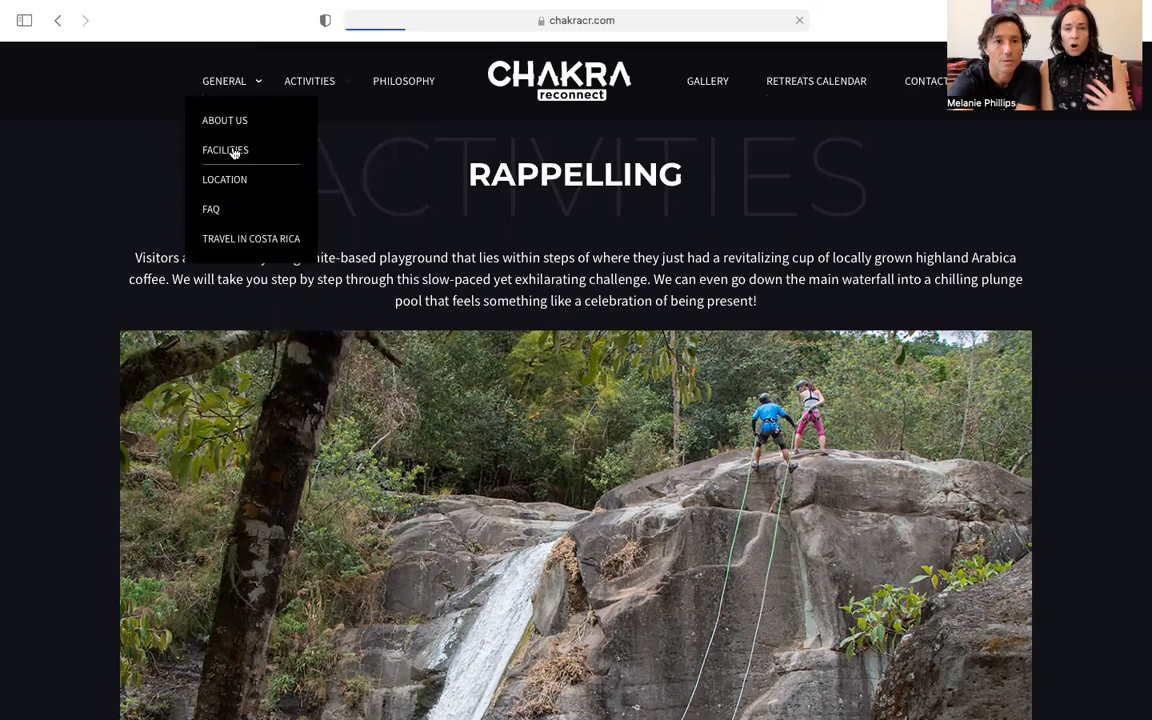 chakracr.com
GENERAL ACTIVITIES PHILOSOPHY CHAKRA reconnect GALLERY RETREATS CALENDAR CONTACT
Melanie Phillips
ABOUT US
FACILITIES
LOCATION
FAQ
TRAVEL IN COSTA RICA
ACTIVITIES
RAPPELLING
Visitors
playground that lies within steps of where they just had a revitalizing cup of locally grown highland Arabica
coffee. We will take you step by step through this slow-paced yet exhilarating challenge. We can even go down the main waterfall into a chilling plunge
pool that feels something like a celebration of being present!